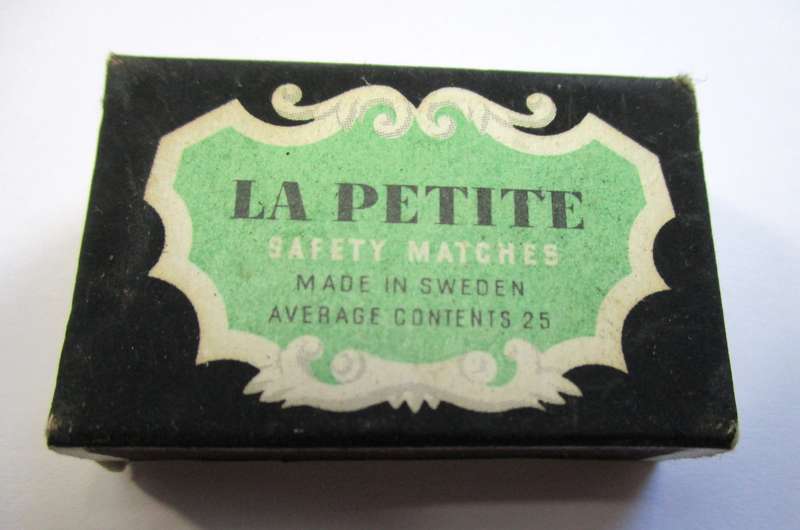 LA PETITE
SAFETY MATCHES
MADE IN SWEDEN
AVERAGE CONTENTS 25